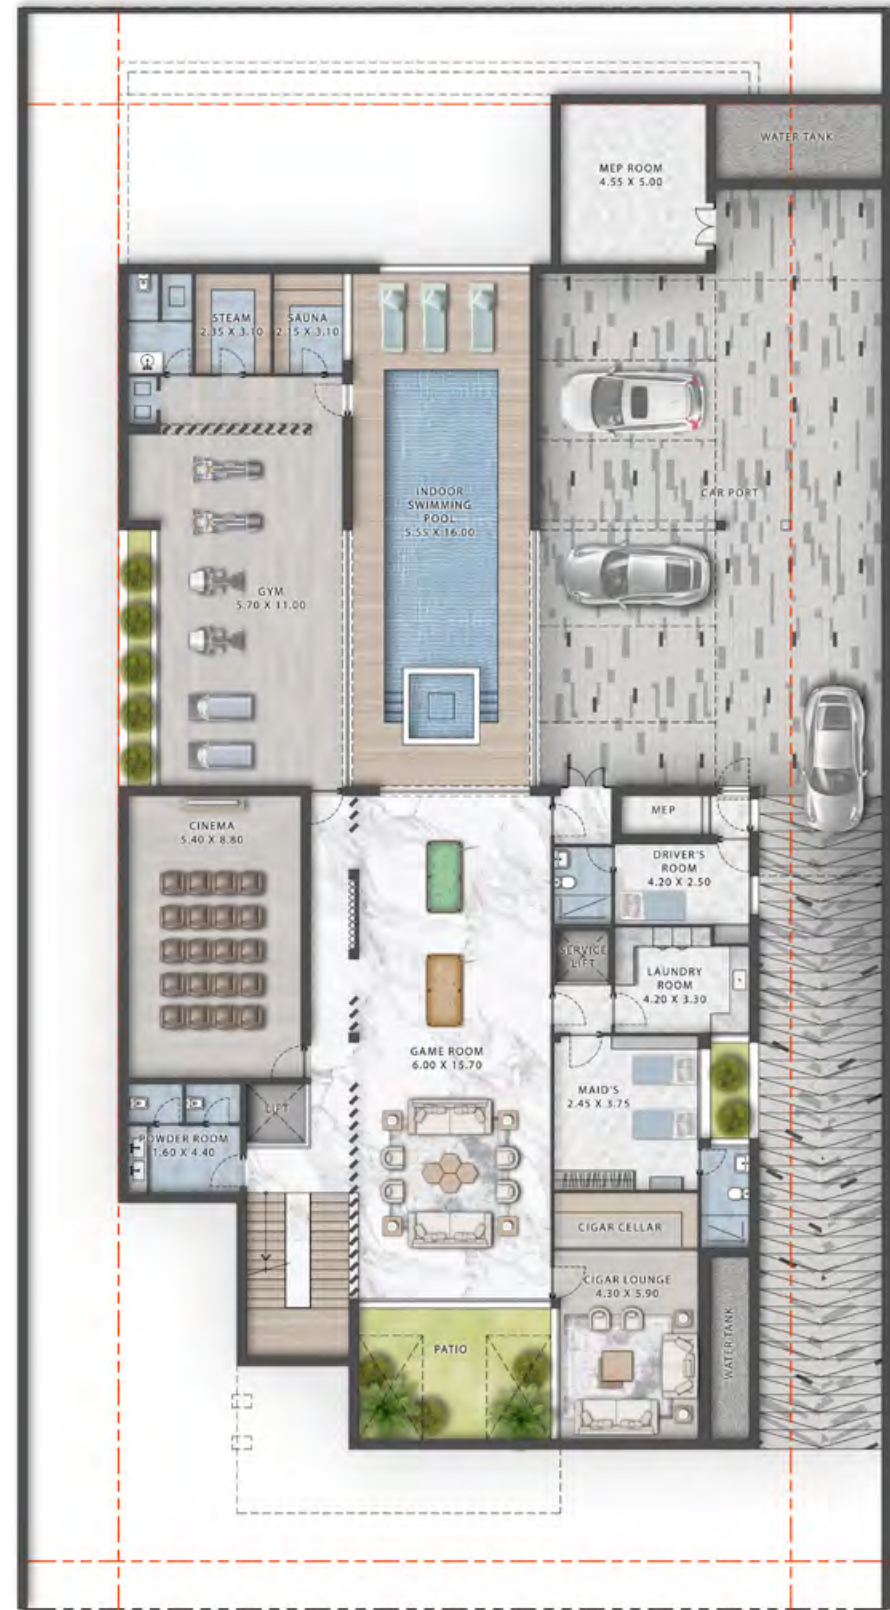 WATER TANK
MEP ROOM
4.55 X 5.00
STEAM
2.35 X 3.10
SAUNA
2.15 X 3.10
INDOOR
SWIMMING
POOL
5.55 X 16.00
CAR PORT
GYM
5.70 X 11.00
CINEMA
5.40 X 8.80
MEP
DRIVER'S
ROOM
4.20 X 2.50
SERVICE
LIFT
LAUNDRY
ROOM
4.20 X 3.30
GAME ROOM
6.00 X 15.70
MAID'S
2.45 X 3.75
LIFT
POWDER ROOM
1.60 X 4.40
CIGAR CELLAR
CIGAR LOUNGE
4.30 X 5.90
PATIO
WATER TANK